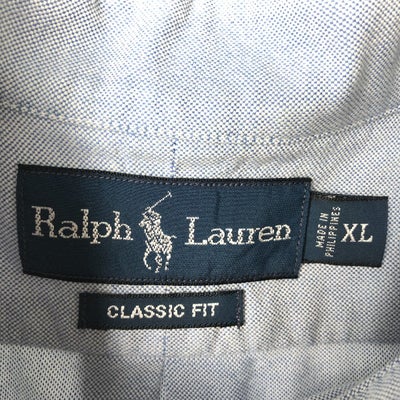 Ralph Lauren
MADE IN
PHILIPPINES
XL
CLASSIC FIT